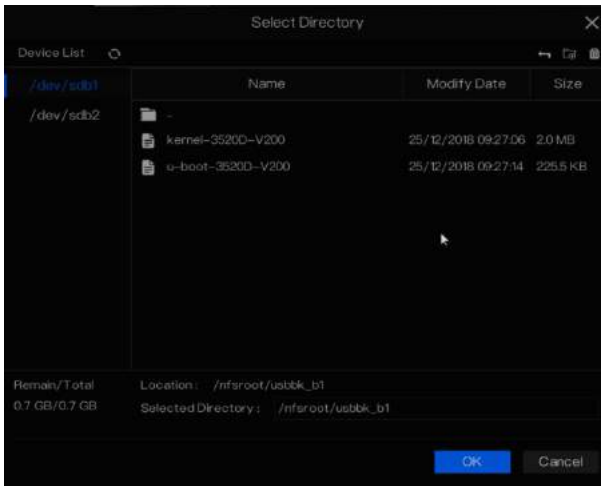 Select Directory
Device List
Name Modify Date Size
/dev/sdb1
/dev/sdb2
kernel-3520D-V200 25/12/2018 09:27:06 2.0 MB
u-boot-3520D-V200 25/12/2018 09:27:14 225.5 KB
Remain/Total
0.7 GB/0.7 GB
Location : /nfsroot/usbbk_b1
Selected Directory : /nfsroot/usbbk_b1
OK Cancel